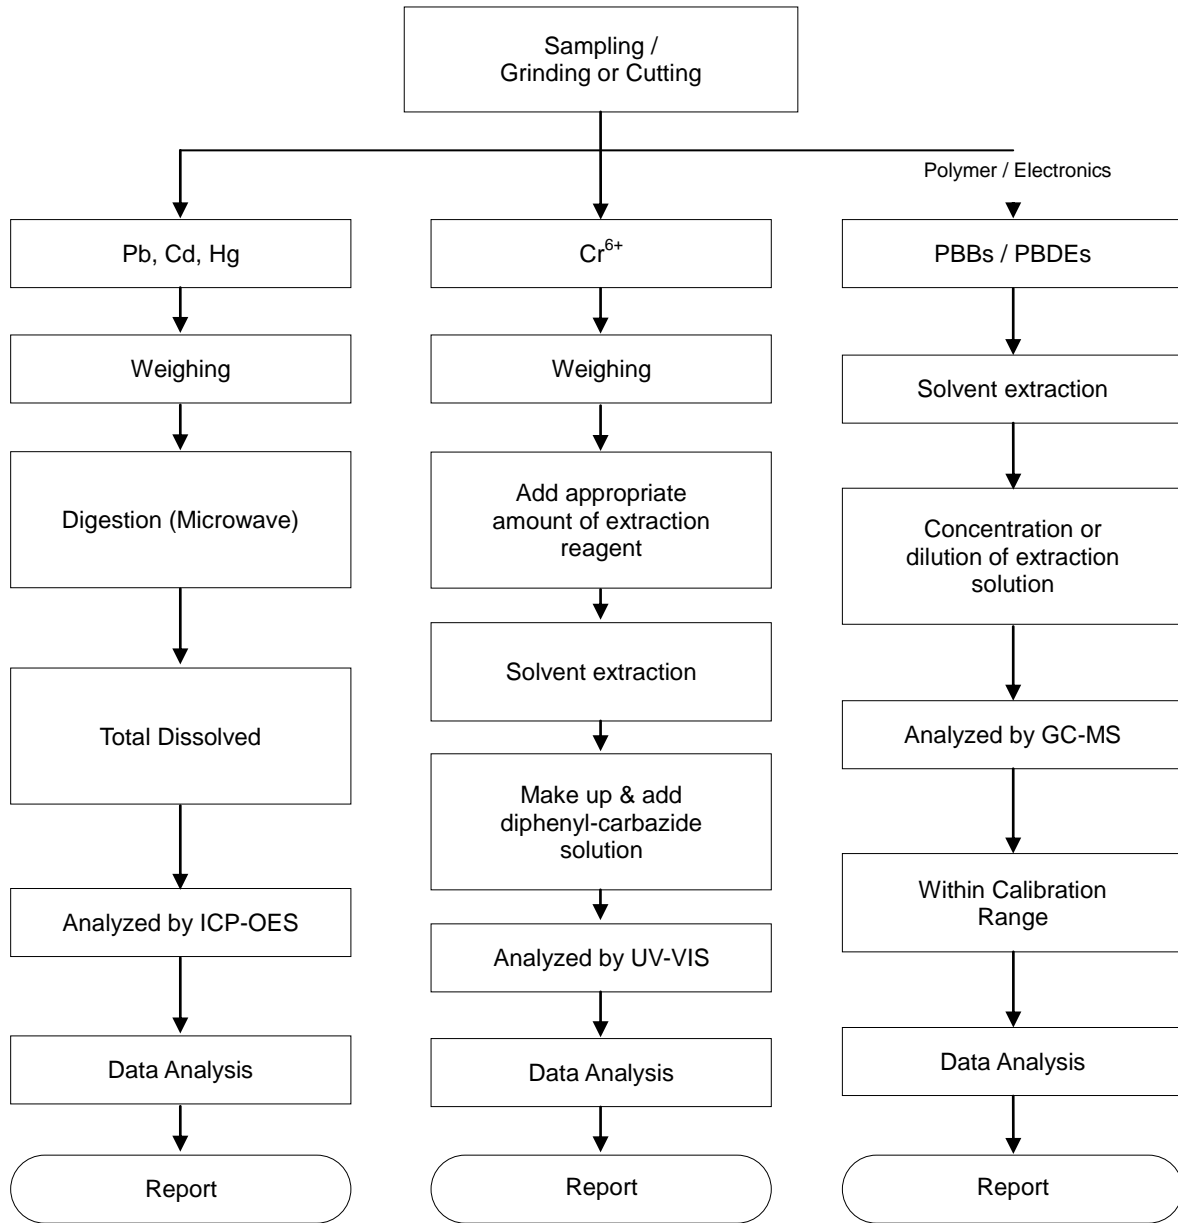 Sampling /
Grinding or Cutting
Polymer / Electronics
Pb, Cd, Hg
Weighing
Digestion (Microwave)
Total Dissolved
Analyzed by ICP-OES
Data Analysis
Report
Cr⁶⁺
Weighing
Add appropriate
amount of extraction
reagent
Solvent extraction
Make up & add
diphenyl-carbazide
solution
Analyzed by UV-VIS
Data Analysis
Report
PBBs / PBDEs
Solvent extraction
Concentration or
dilution of extraction
solution
Analyzed by GC-MS
Within Calibration
Range
Data Analysis
Report